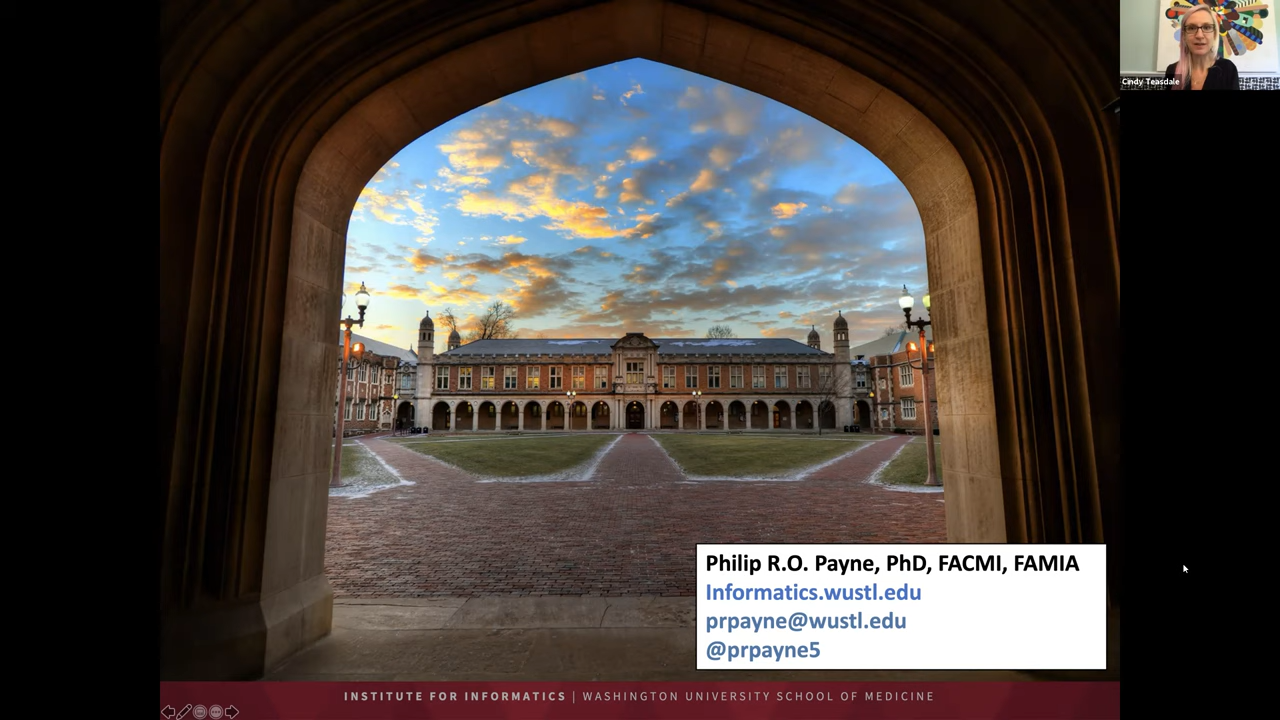 Cindy Teasdale
Philip R.O. Payne, PhD, FACMI, FAMIA
Informatics.wustl.edu
prpayne@wustl.edu
@prpayne5
INSTITUTE FOR INFORMATICS | WASHINGTON UNIVERSITY SCHOOL OF MEDICINE